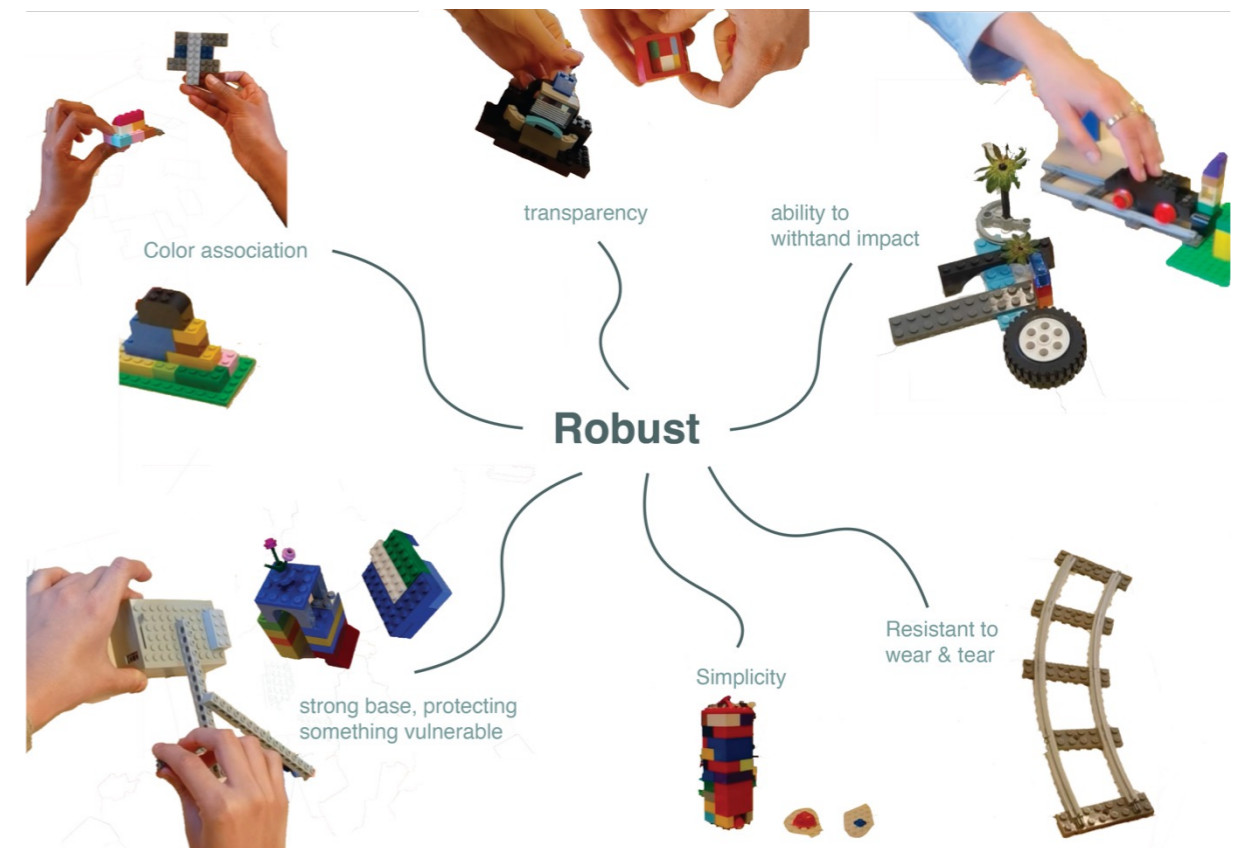 transparency
ability to
withtand impact
Color association
Robust
Resistant to
wear & tear
Simplicity
strong base, protecting
something vulnerable